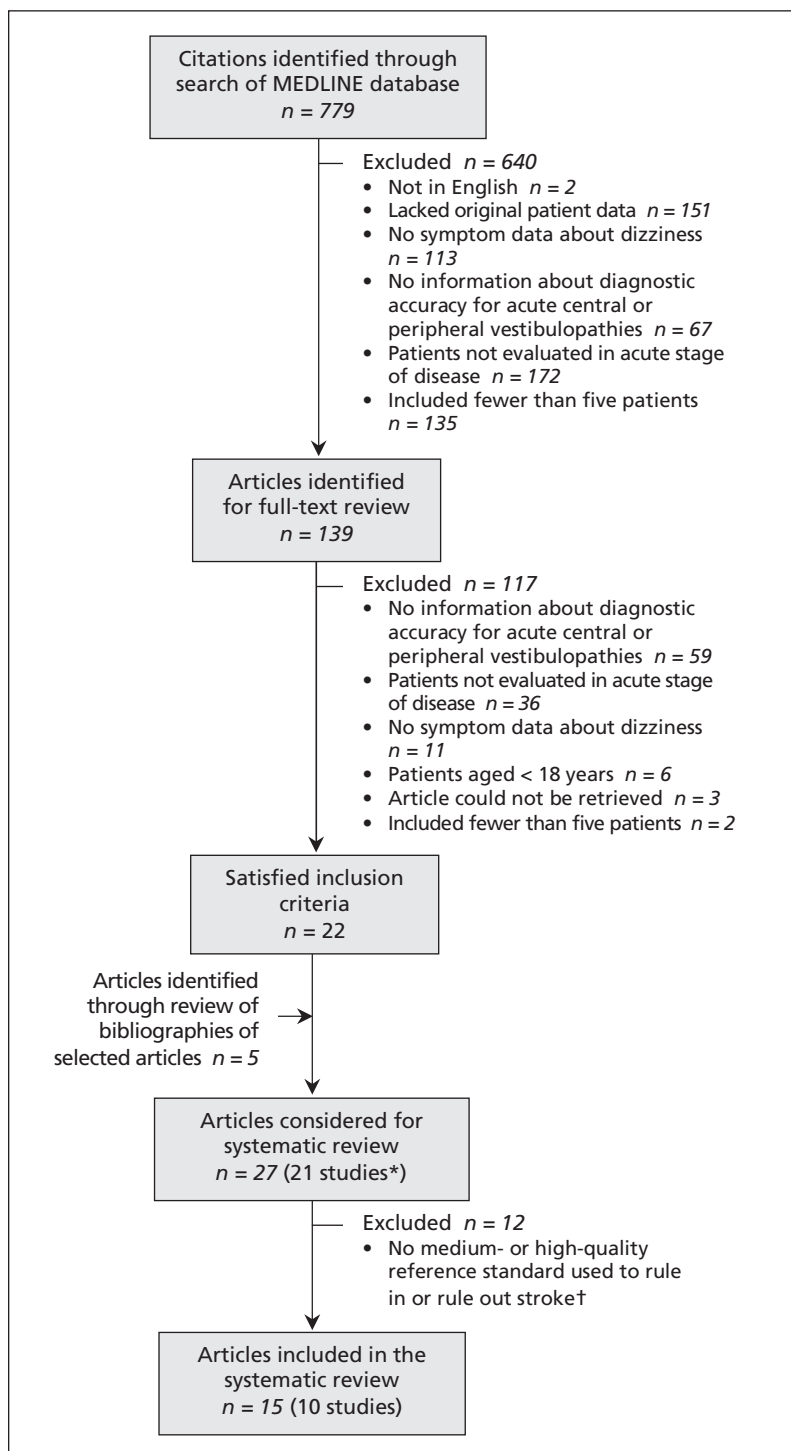 Citations identified through
search of MEDLINE database
n = 779
Excluded n = 640
• Not in English n = 2
• Lacked original patient data n = 151
• No symptom data about dizziness
n = 113
• No information about diagnostic
accuracy for acute central or
peripheral vestibulopathies n = 67
• Patients not evaluated in acute stage
of disease n = 172
• Included fewer than five patients
n = 135
Articles identified
for full-text review
n = 139
Excluded n = 117
• No information about diagnostic
accuracy for acute central or
peripheral vestibulopathies n = 59
• Patients not evaluated in acute stage
of disease n = 36
• No symptom data about dizziness
n = 11
• Patients aged < 18 years n = 6
• Article could not be retrieved n = 3
• Included fewer than five patients n = 2
Satisfied inclusion
criteria
n = 22
Articles identified
through review of
bibliographies of
selected articles n = 5
Articles considered for
systematic review
n = 27 (21 studies*)
Excluded n = 12
• No medium- or high-quality
reference standard used to rule
in or rule out stroke†
Articles included in the
systematic review
n = 15 (10 studies)